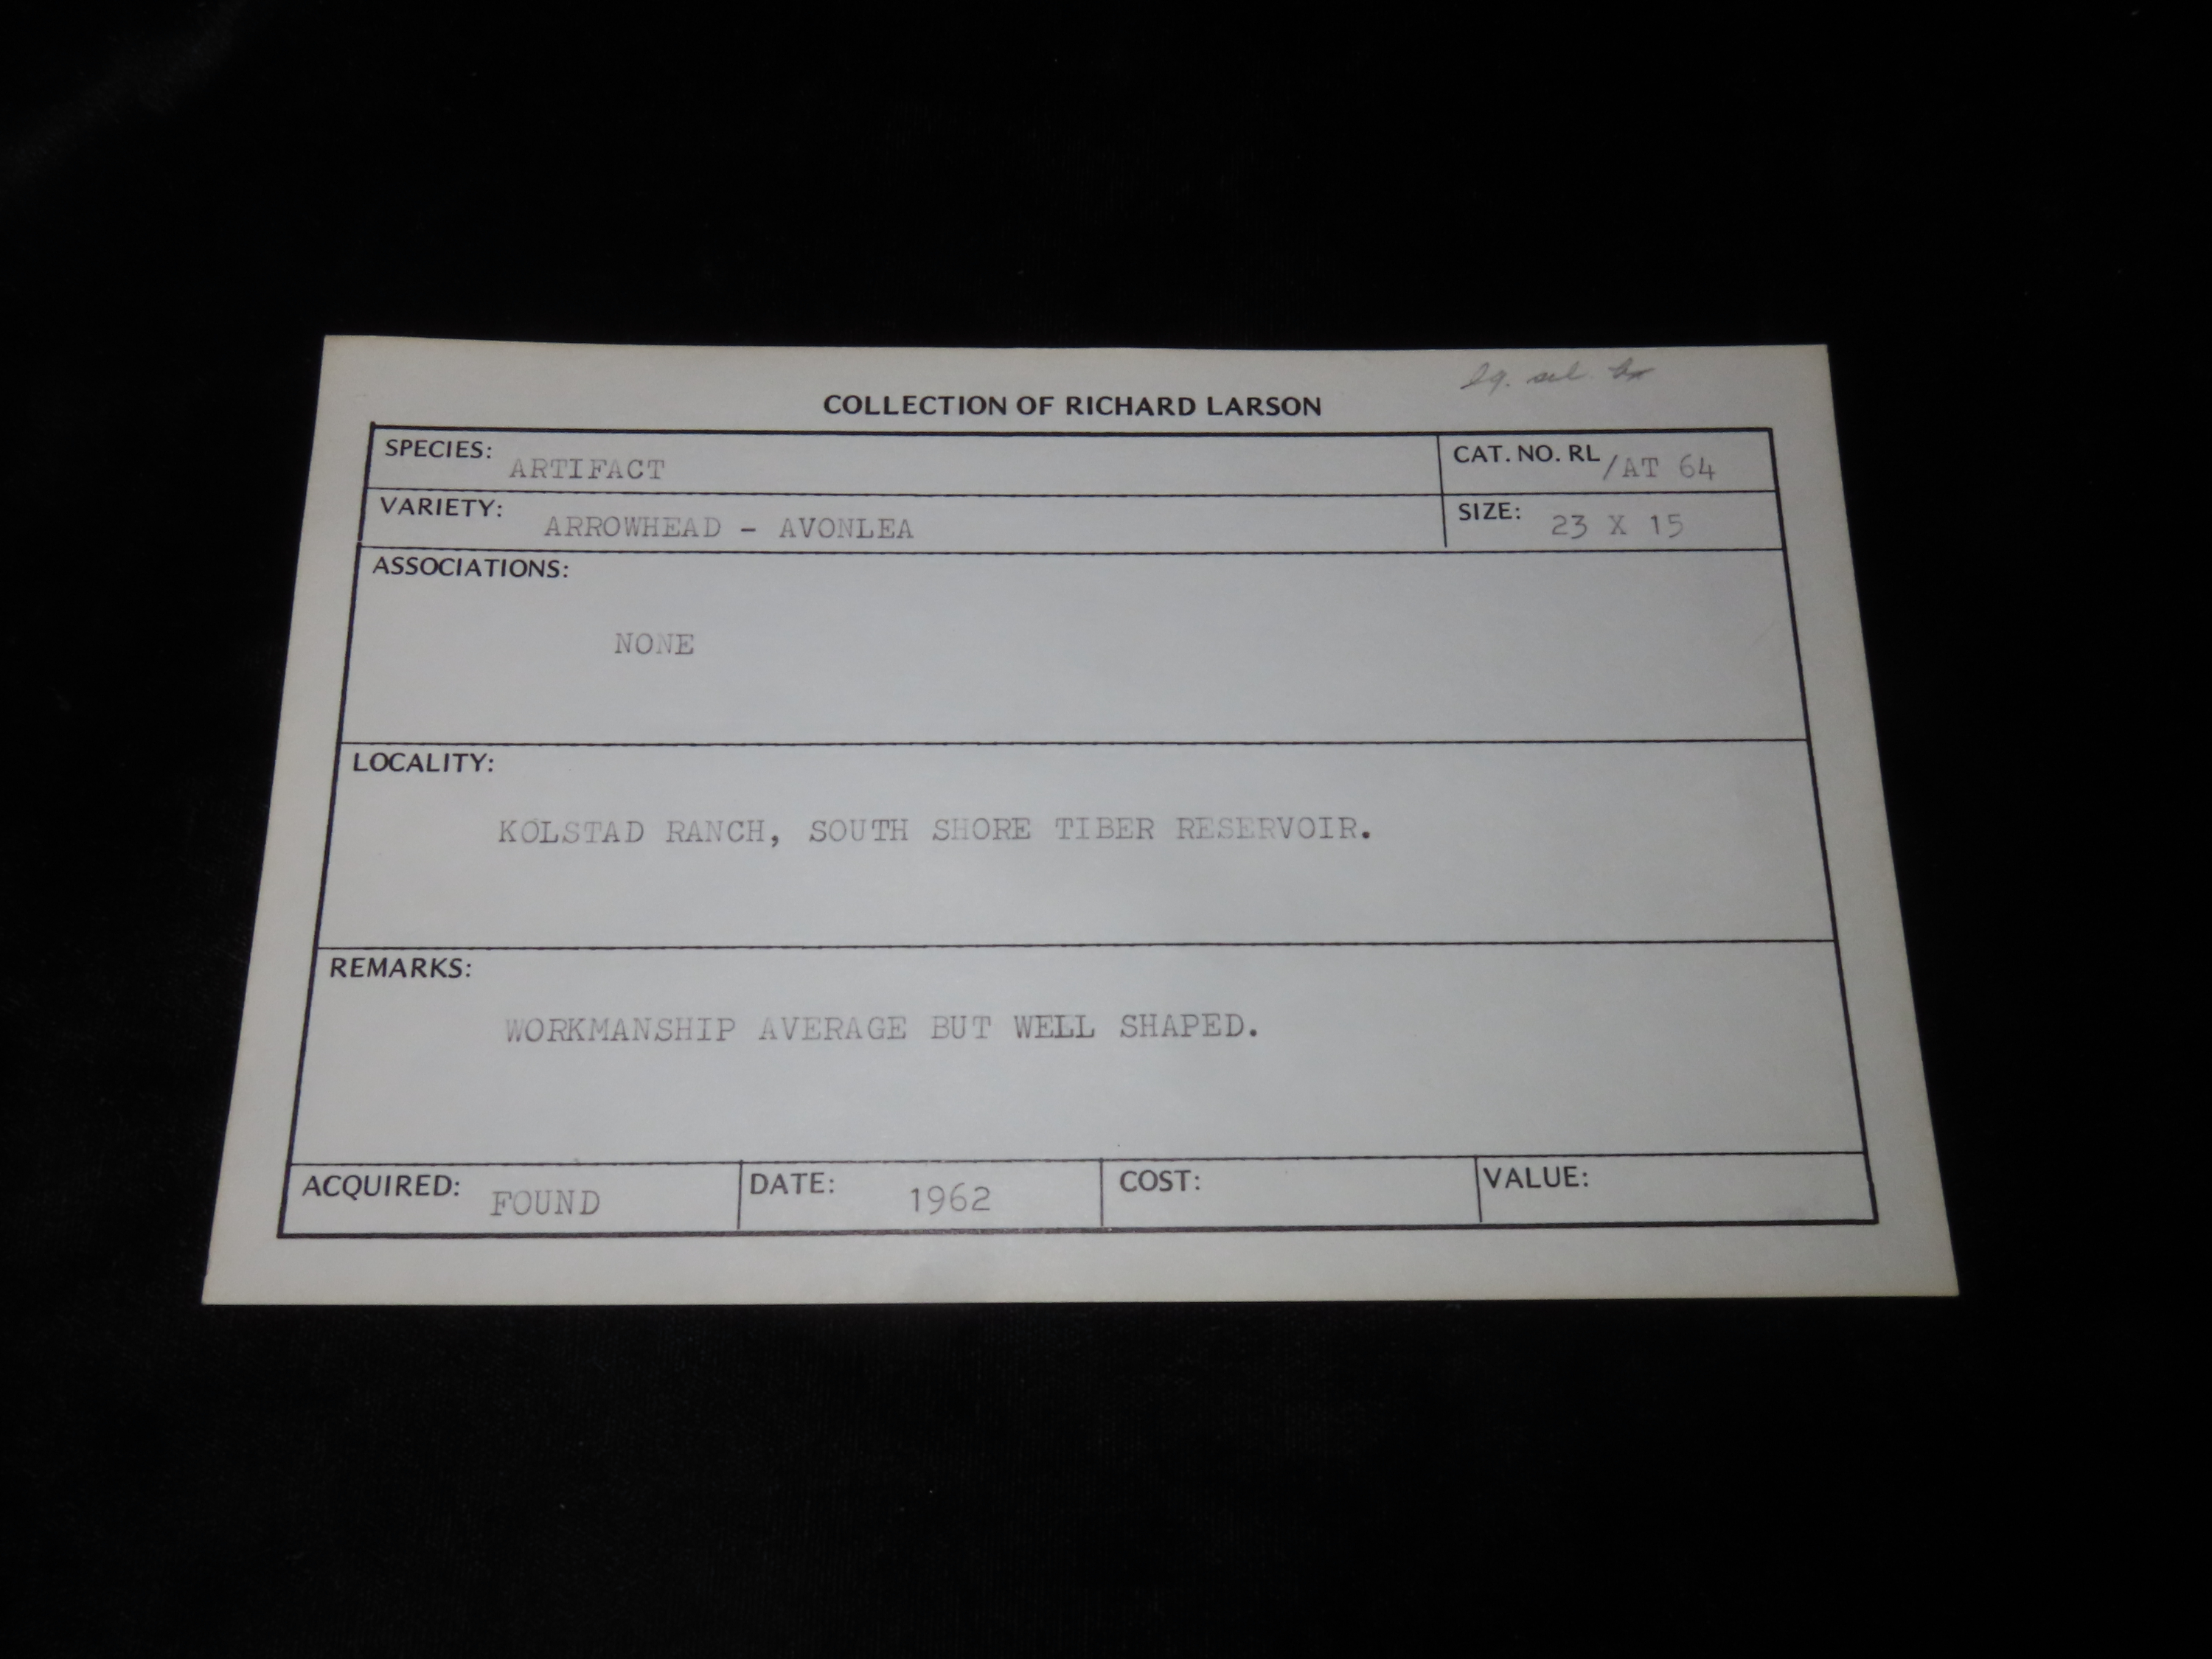 COLLECTION OF RICHARD LARSON
SPECIES: ARTIFACT
CAT. NO. RL /AT 64
VARIETY: ARROWHEAD - AVONLEA
SIZE: 23 X 15
ASSOCIATIONS:
NONE
LOCALITY:
KOLSTAD RANCH, SOUTH SHORE TIBER RESERVOIR.
REMARKS:
WORKMANSHIP AVERAGE BUT WELL SHAPED.
ACQUIRED: FOUND
DATE: 1962
COST:
VALUE: